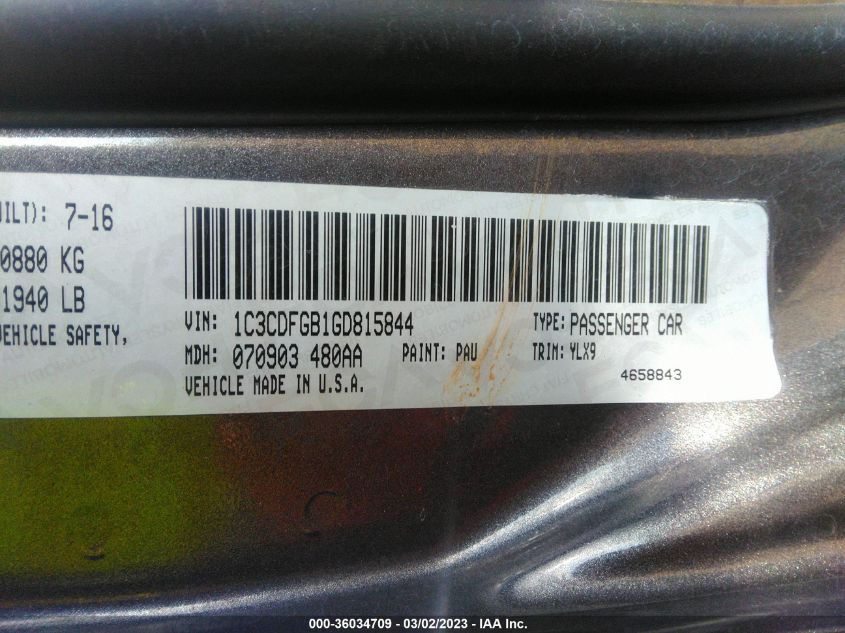 UILT): 7-16
0880 KG
1940 LB
VEHICLE SAFETY,
VIN: 1C3CDFGB1GD815844 TYPE: PASSENGER CAR
MDH: 070903 480AA PAINT: PAU TRIM: YLX9
VEHICLE MADE IN U.S.A. 4658843
000-36034709 - 03/02/2023 - IAA Inc.